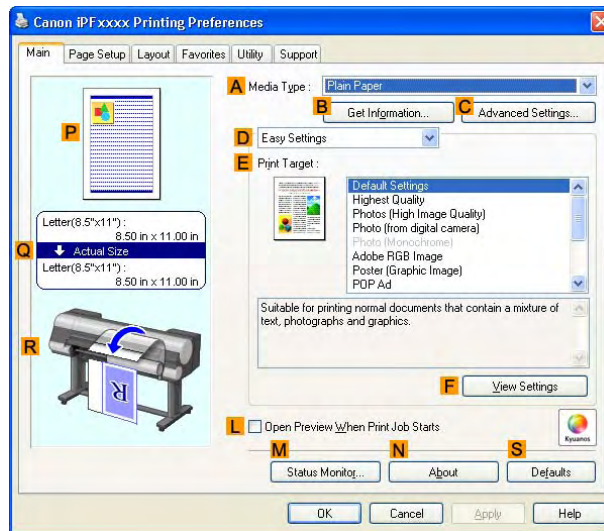 Canon iPFxxxx Printing Preferences
Main Page Setup Layout Favorites Utility Support
A Media Type : Plain Paper
B C
Get Information... Advanced Settings...
D Easy Settings
E Print Target :
P
Default Settings
Highest Quality
Photos (High Image Quality)
Photo (from digital camera)
Photo (Monochrome)
Adobe RGB Image
Poster (Graphic Image)
POP Ad
Letter(8.5"x11") :
8.50 in x 11.00 in
Q Actual Size
Letter(8.5"x11") :
8.50 in x 11.00 in
Suitable for printing normal documents that contain a mixture of
text, photographs and graphics.
R
R
F View Settings
L Open Preview When Print Job Starts
Kyuanos
M N S
Status Monitor... About Defaults
OK Cancel Apply Help